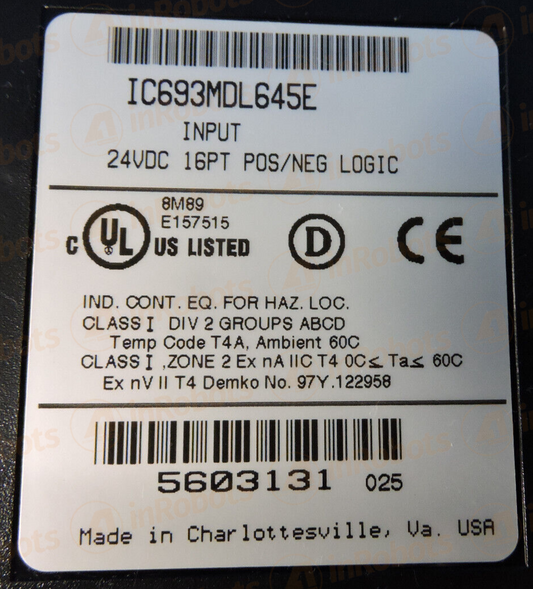 IC693MDL645E
INPUT
24VDC 16PT POS/NEG LOGIC
8M89
E157515
C UL US LISTED D CE
IND. CONT. EQ. FOR HAZ. LOC.
CLASS I DIV 2 GROUPS ABCD
Temp Code T4A, Ambient 60C
CLASS I ,ZONE 2 Ex nA IIC T4 0C≤ Ta≤ 60C
Ex nV II T4 Demko No. 97Y.122958
5603131 025
Made in Charlottesville, Va. USA
inRobots